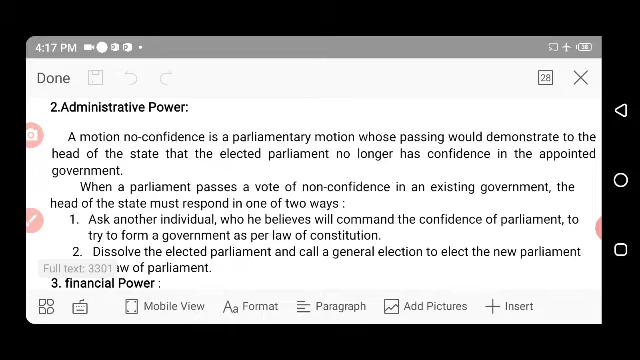 4:17 PM
38
Done
28
2.Administrative Power:
A motion no-confidence is a parliamentary motion whose passing would demonstrate to the
head of the state that the elected parliament no longer has confidence in the appointed
government.
When a parliament passes a vote of non-confidence in an existing government, the
head of the state must respond in one of two ways :
1. Ask another individual, who he believes will command the confidence of parliament, to
try to form a government as per law of constitution.
2. Dissolve the elected parliament and call a general election to elect the new parliament
Full text: 3301 aw of parliament.
3. financial Power :
Mobile View Aa Format Paragraph Add Pictures Insert